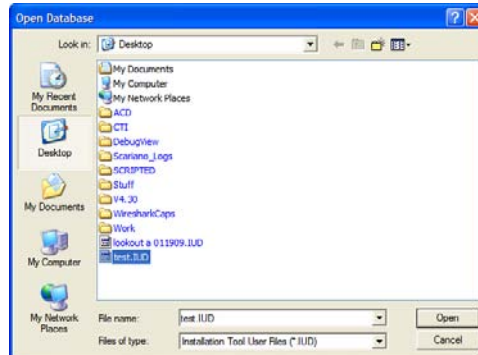 Open Database
Look in:
Desktop
My Recent
Documents
Desktop
My Documents
My Computer
My Network
Places
My Documents
My Computer
My Network Places
ACD
CTI
DebugView
Scariano_Logs
SCRIPTED
Stuff
V4.30
WiresharkCaps
Work
lookout a 011909.IUD
test.IUD
File name:
test.IUD
Open
Files of type:
Installation Tool User Files (*.IUD)
Cancel